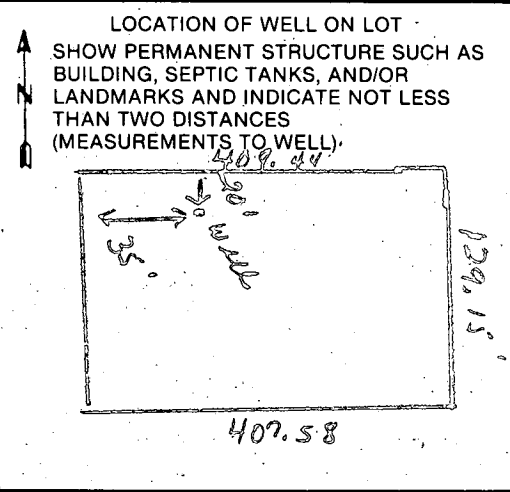 LOCATION OF WELL ON LOT
SHOW PERMANENT STRUCTURE SUCH AS
BUILDING, SEPTIC TANKS, AND/OR
LANDMARKS AND INDICATE NOT LESS
THAN TWO DISTANCES
(MEASUREMENTS TO WELL).
N
409.44
20'
35'
Well
139.15'
407.58